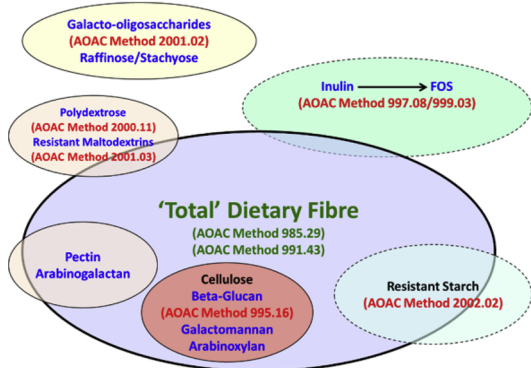 Galacto-oligosaccharides
(AOAC Method 2001.02)
Raffinose/Stachyose
Inulin FOS
(AOAC Method 997.08/999.03)
Polydextrose
(AOAC Method 2000.11)
Resistant Maltodextrins
(AOAC Method 2001.03)
'Total' Dietary Fibre
(AOAC Method 985.29)
(AOAC Method 991.43)
Pectin
Arabinogalactan
Cellulose
Beta-Glucan
(AOAC Method 995.16)
Galactomannan
Arabinoxylan
Resistant Starch
(AOAC Method 2002.02)